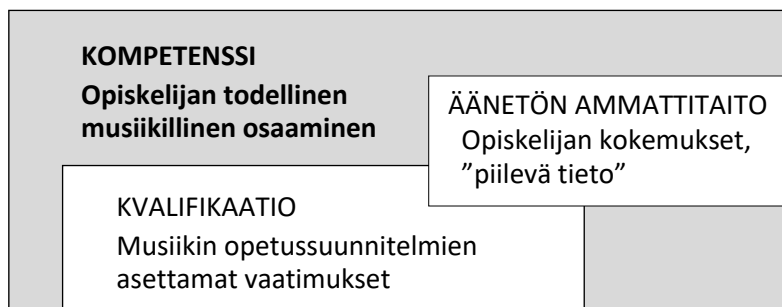 KOMPETENSSI
Opiskelijan todellinen
musiikillinen osaaminen
ÄÄNETÖN AMMATTITAITO
Opiskelijan kokemukset,
”piilevä tieto”
KVALIFIKAATIO
Musiikin opetussuunnitelmien
asettamat vaatimukset